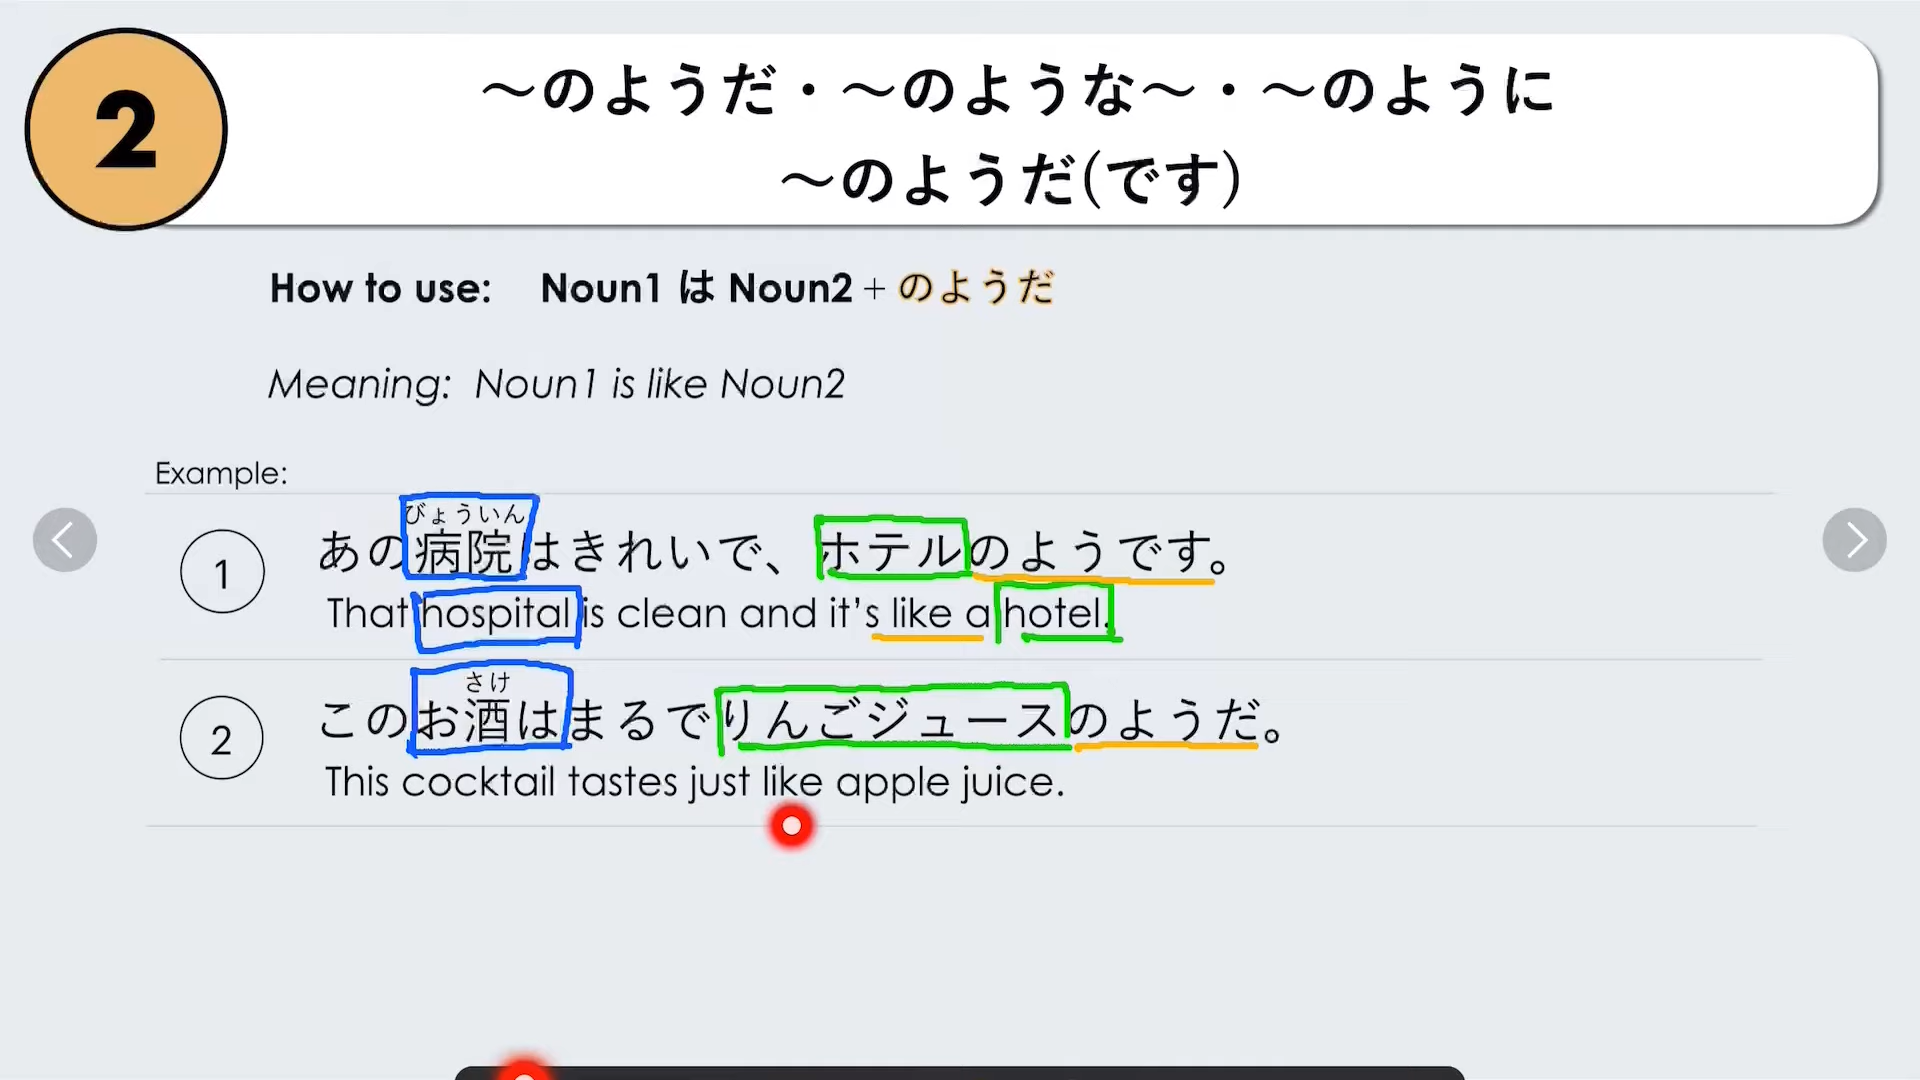 2
～のようだ・～のような～・～のように
～のようだ(です)
How to use: Noun1 は Noun2 + のようだ
Meaning: Noun1 is like Noun2
Example:
びょういん
1 あの病院はきれいで、ホテルのようです。
That hospital is clean and it’s like a hotel.
さけ
2 このお酒はまるでりんごジュースのようだ。
This cocktail tastes just like apple juice.